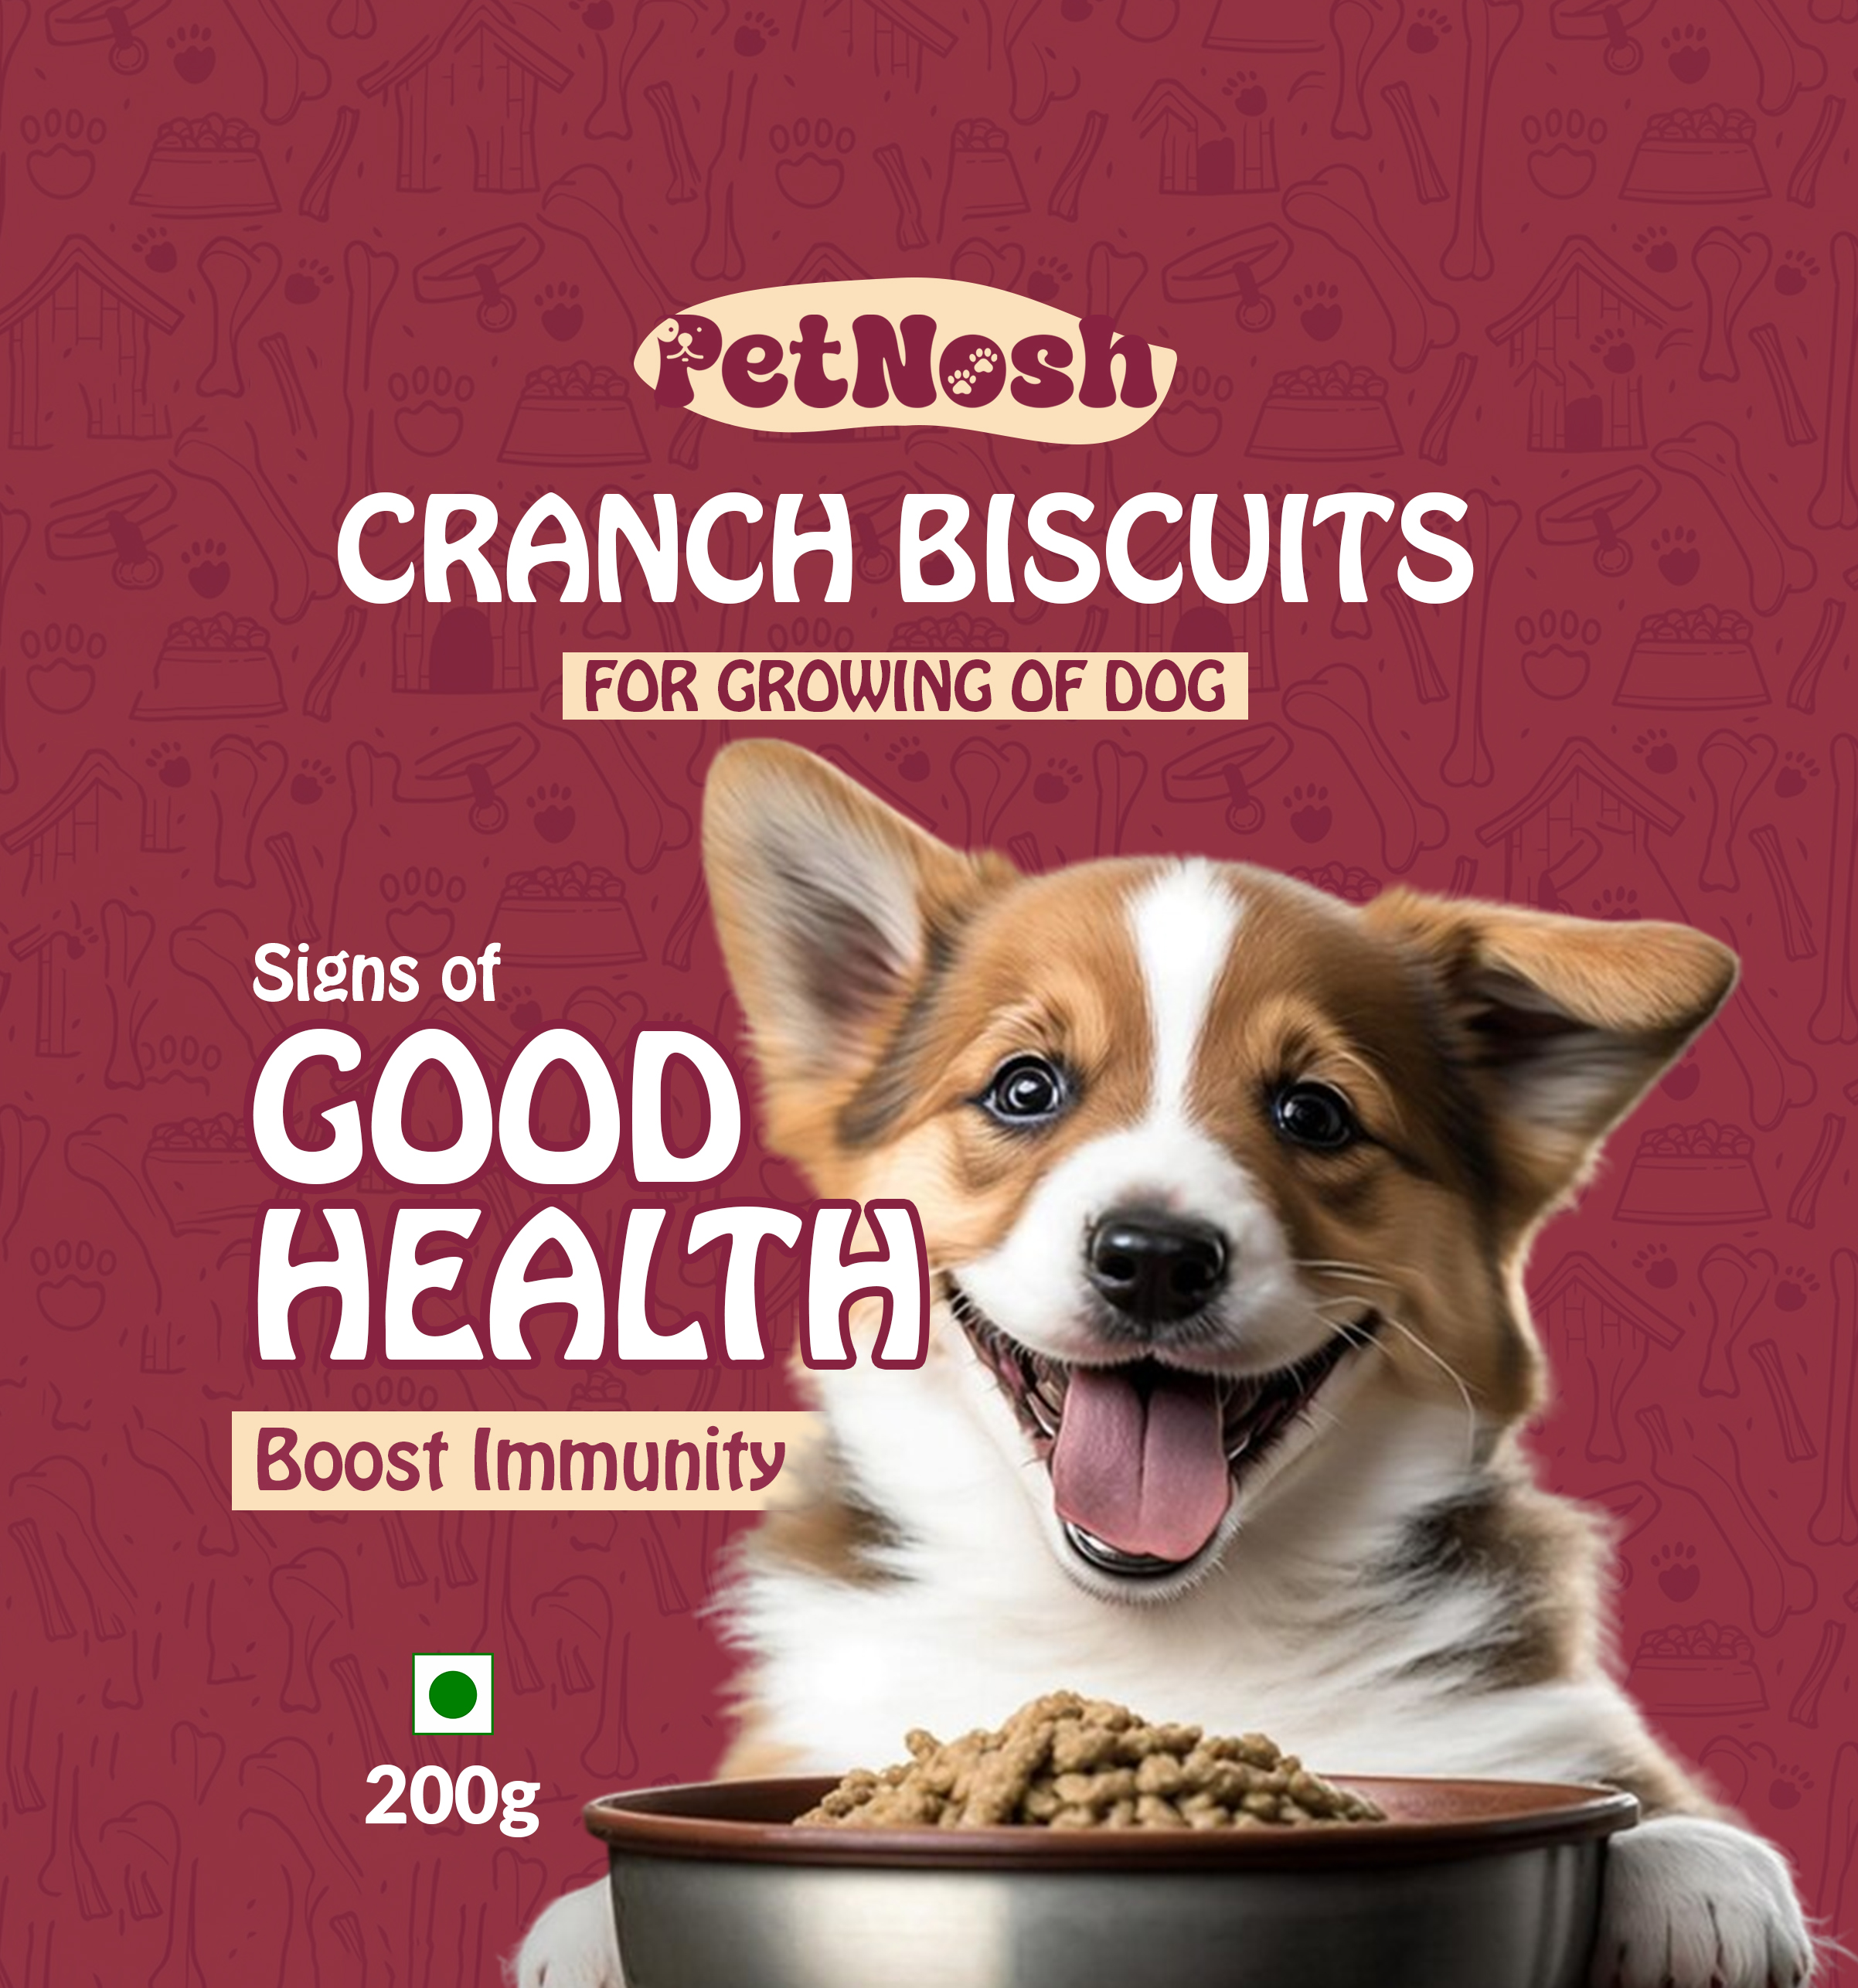 PetNosh
CRANCH BISCUITS
FOR GROWING OF DOG
Signs of
GOOD
HEALTH
Boost Immunity
200g